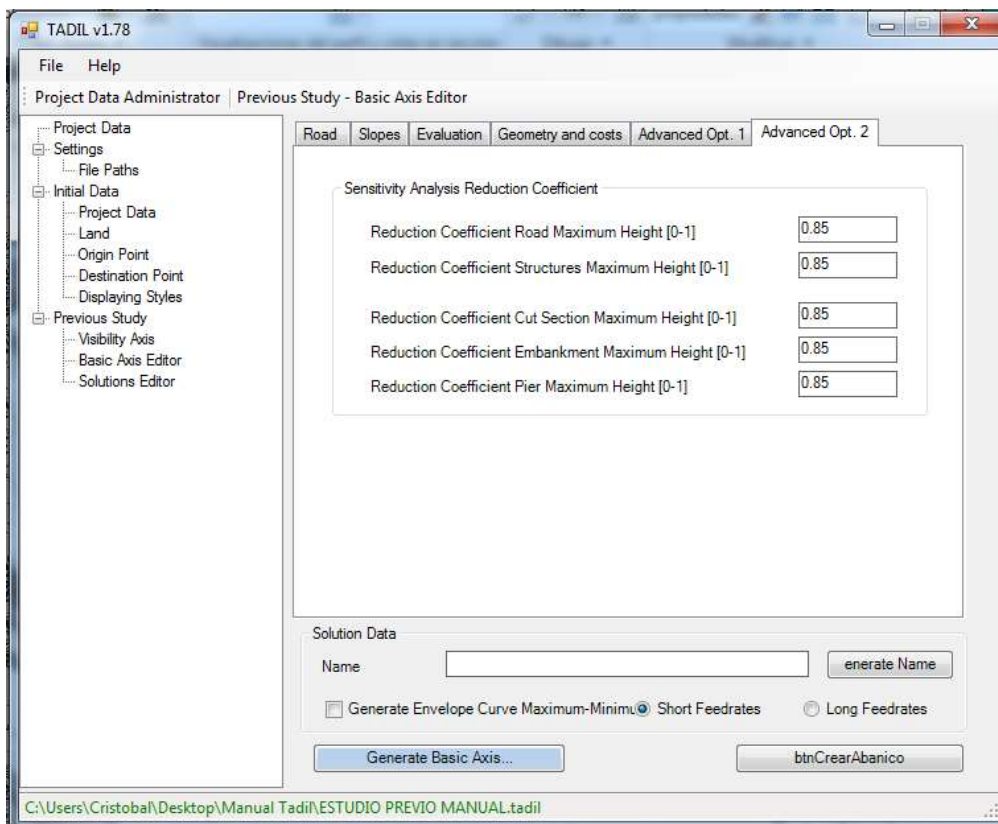 TADIL v1.78
File Help
Project Data Administrator Previous Study - Basic Axis Editor
Project Data
Settings
File Paths
Initial Data
Project Data
Land
Origin Point
Destination Point
Displaying Styles
Previous Study
Visibility Axis
Basic Axis Editor
Solutions Editor
Road Slopes Evaluation Geometry and costs Advanced Opt. 1 Advanced Opt. 2
Sensitivity Analysis Reduction Coefficient
Reduction Coefficient Road Maximum Height [0-1] 0.85
Reduction Coefficient Structures Maximum Height [0-1] 0.85
Reduction Coefficient Cut Section Maximum Height [0-1] 0.85
Reduction Coefficient Embankment Maximum Height [0-1] 0.85
Reduction Coefficient Pier Maximum Height [0-1] 0.85
Solution Data
Name enerate Name
Generate Envelope Curve Maximum-Minimu Short Feedrates Long Feedrates
Generate Basic Axis... btnCrearAbanico
C:\Users\Cristobal\Desktop\Manual Tadil\ESTUDIO PREVIO MANUAL.tadil